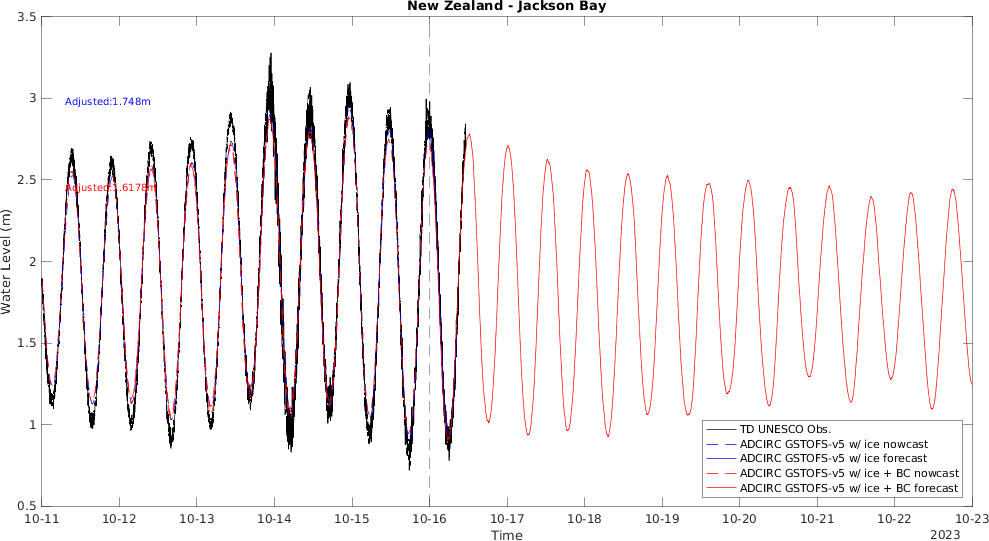 New Zealand - Jackson Bay
3.5
3
2.5
2
1.5
1
0.5
Water Level (m)
Adjusted:1.748m
Adjusted:1.6178m
TD UNESCO Obs.
ADCIRC GSTOFS-v5 w/ ice nowcast
ADCIRC GSTOFS-v5 w/ ice forecast
ADCIRC GSTOFS-v5 w/ ice + BC nowcast
ADCIRC GSTOFS-v5 w/ ice + BC forecast
10-11 10-12 10-13 10-14 10-15 10-16 10-17 10-18 10-19 10-20 10-21 10-22 10-23
Time
2023